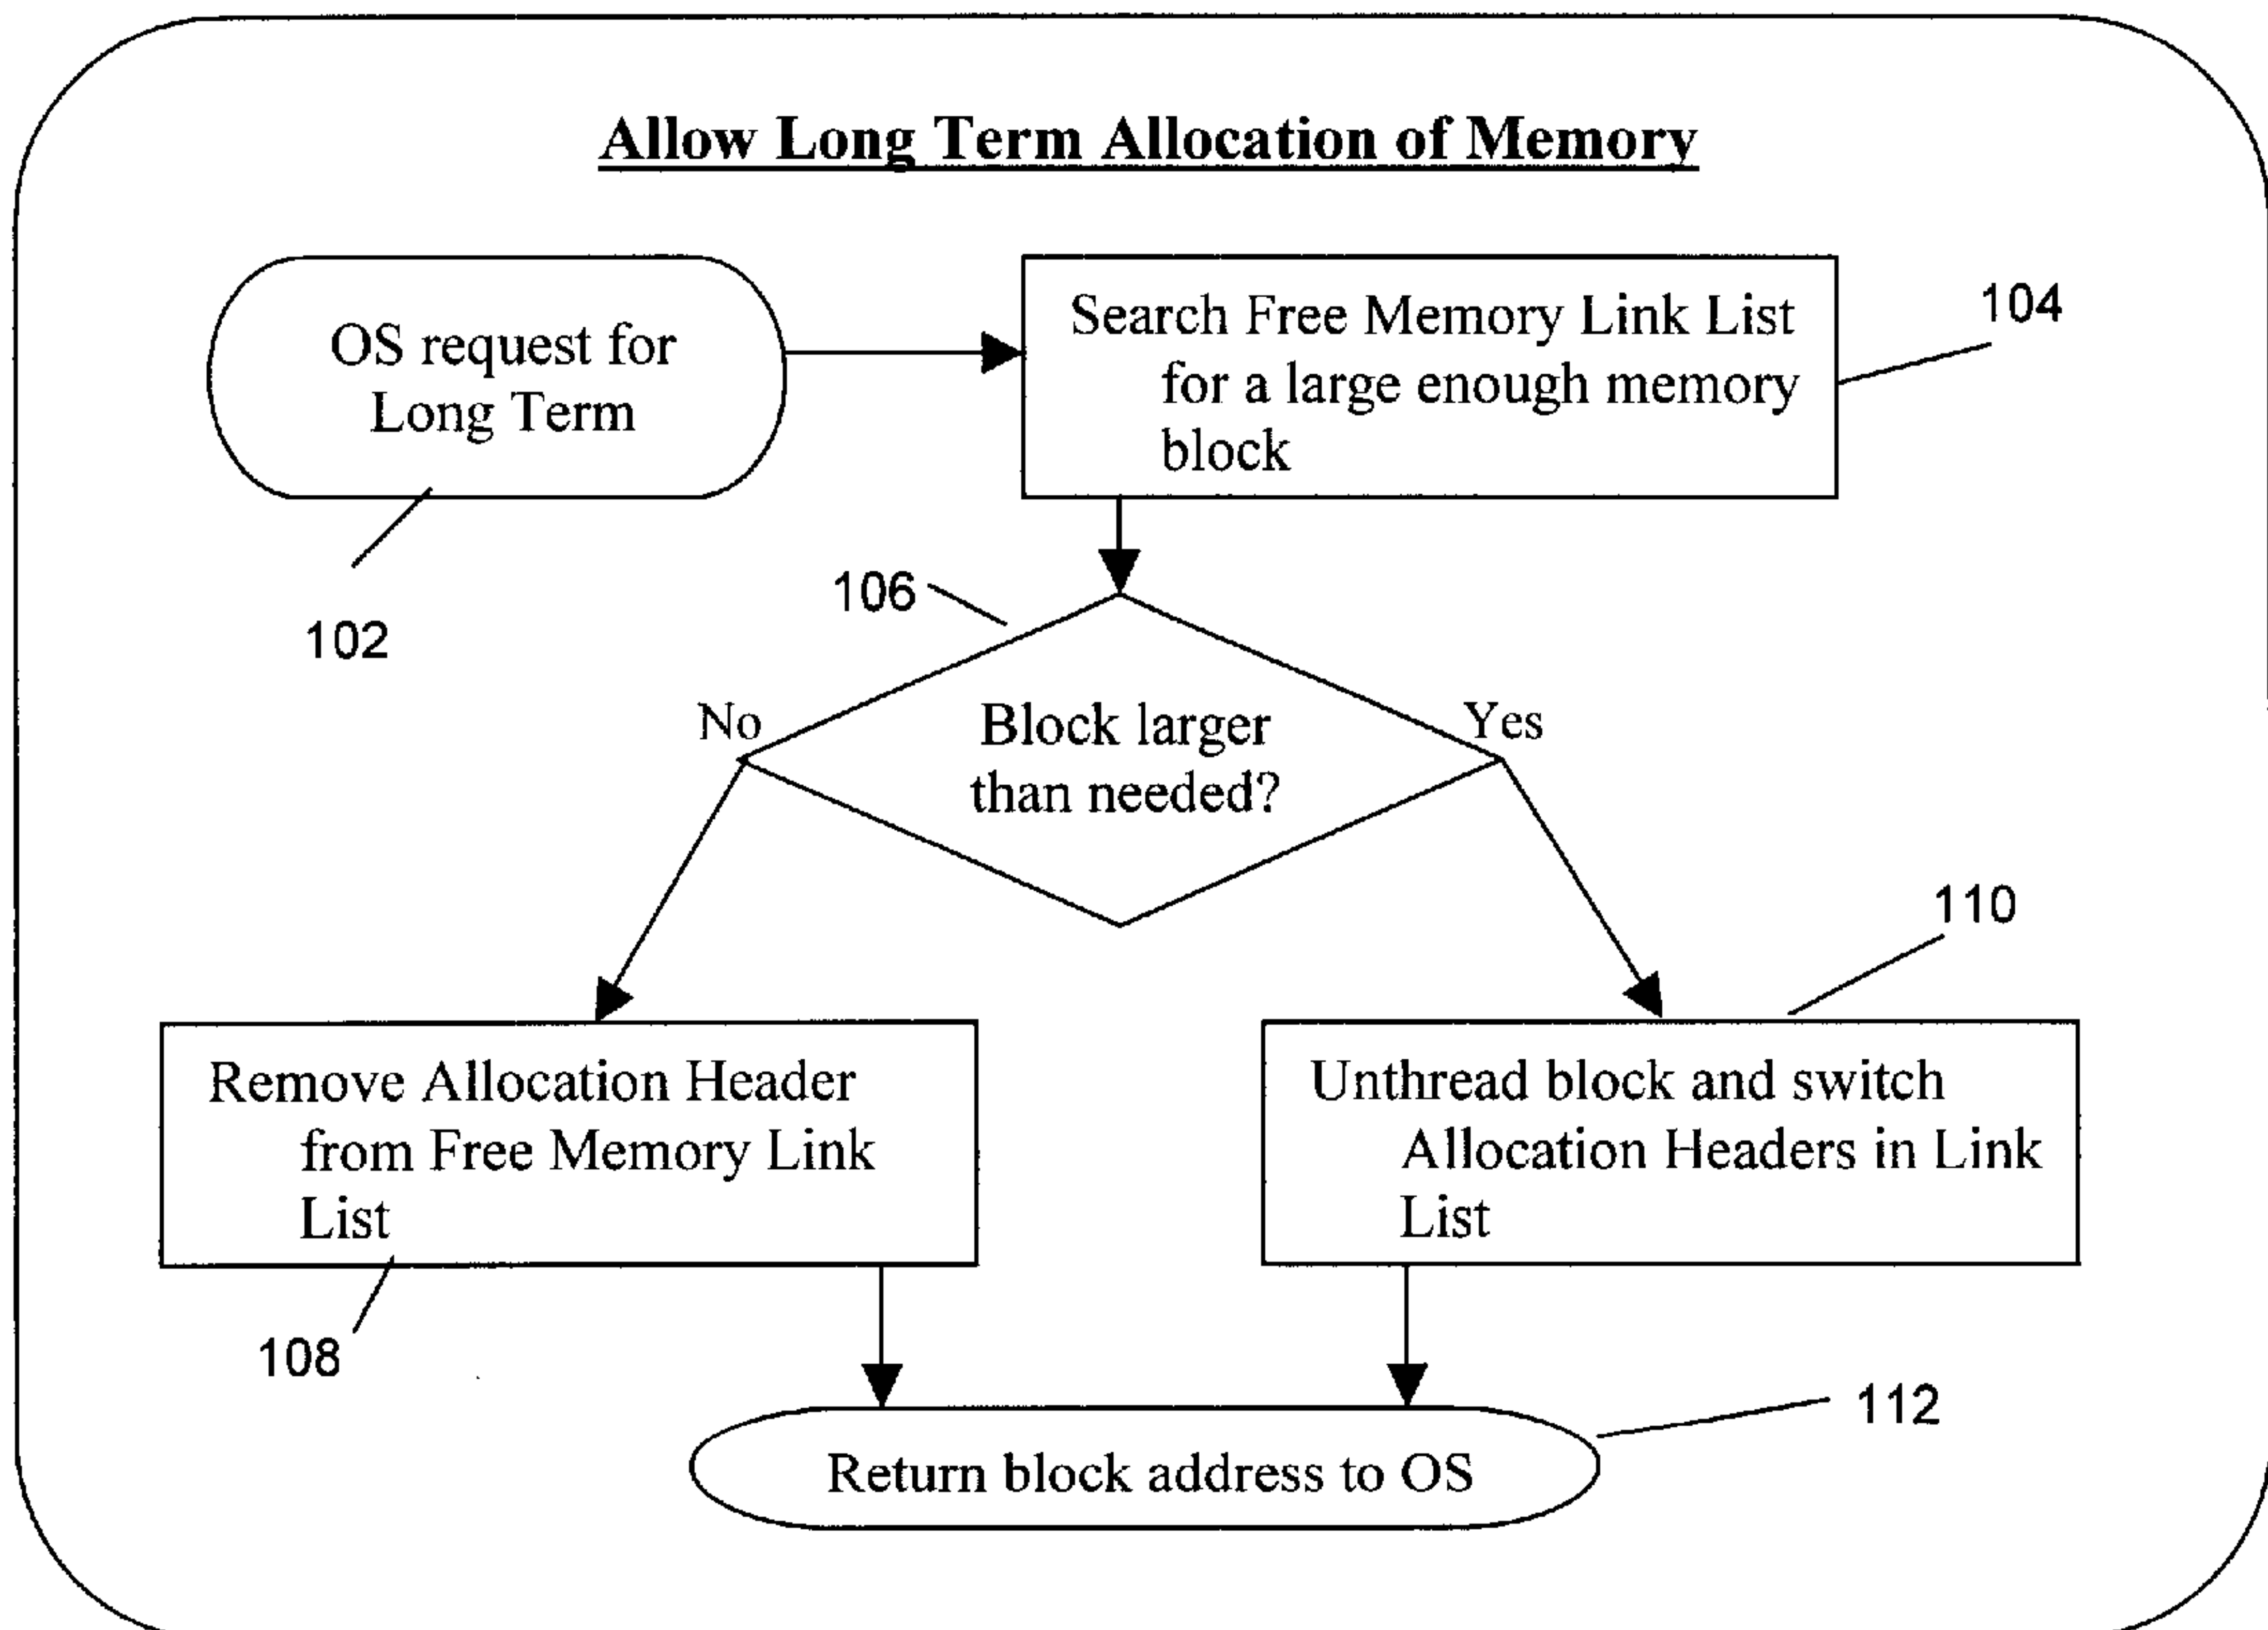 Allow Long Term Allocation of Memory
OS request for
Long Term
102
Search Free Memory Link List
for a large enough memory
block
104
106
Block larger
than needed?
No
Yes
Remove Allocation Header
from Free Memory Link
List
108
110
Unthread block and switch
Allocation Headers in Link
List
Return block address to OS
112